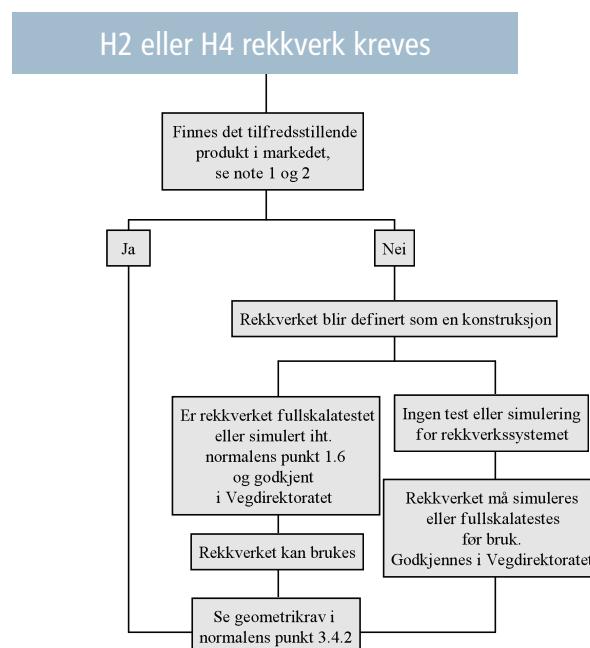 H2 eller H4 rekkverk kreves
Finnes det tilfredsstillende
produkt i markedet,
se note 1 og 2
Ja
Nei
Rekkverket blir definert som en konstruksjon
Er rekkverket fullskalatestet
eller simulert iht.
normalens punkt 1.6
og godkjent
i Vegdirektoratet
Ingen test eller simulering
for rekkverkssystemet
Rekkverket må simuleres
eller fullskalatestes
før bruk.
Godkjennes i Vegdirektoratet
Rekkverket kan brukes
Se geometrikrav i
normalens punkt 3.4.2